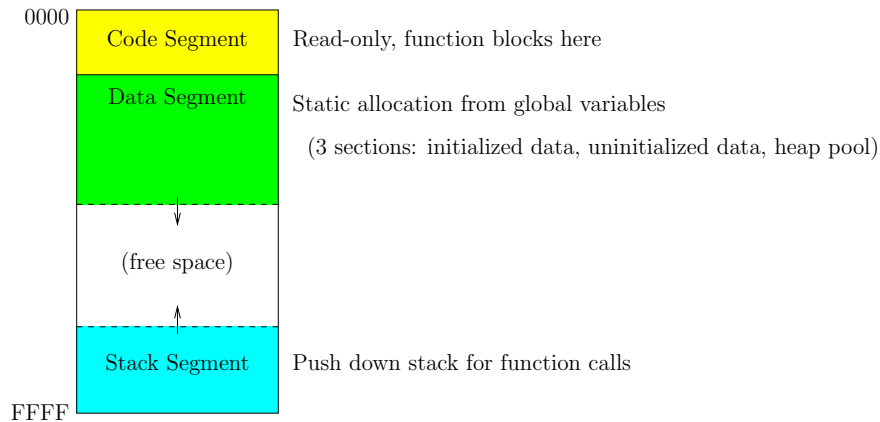 0000
Code Segment Read-only, function blocks here
Data Segment Static allocation from global variables
(3 sections: initialized data, uninitialized data, heap pool)
(free space)
Stack Segment Push down stack for function calls
FFFF